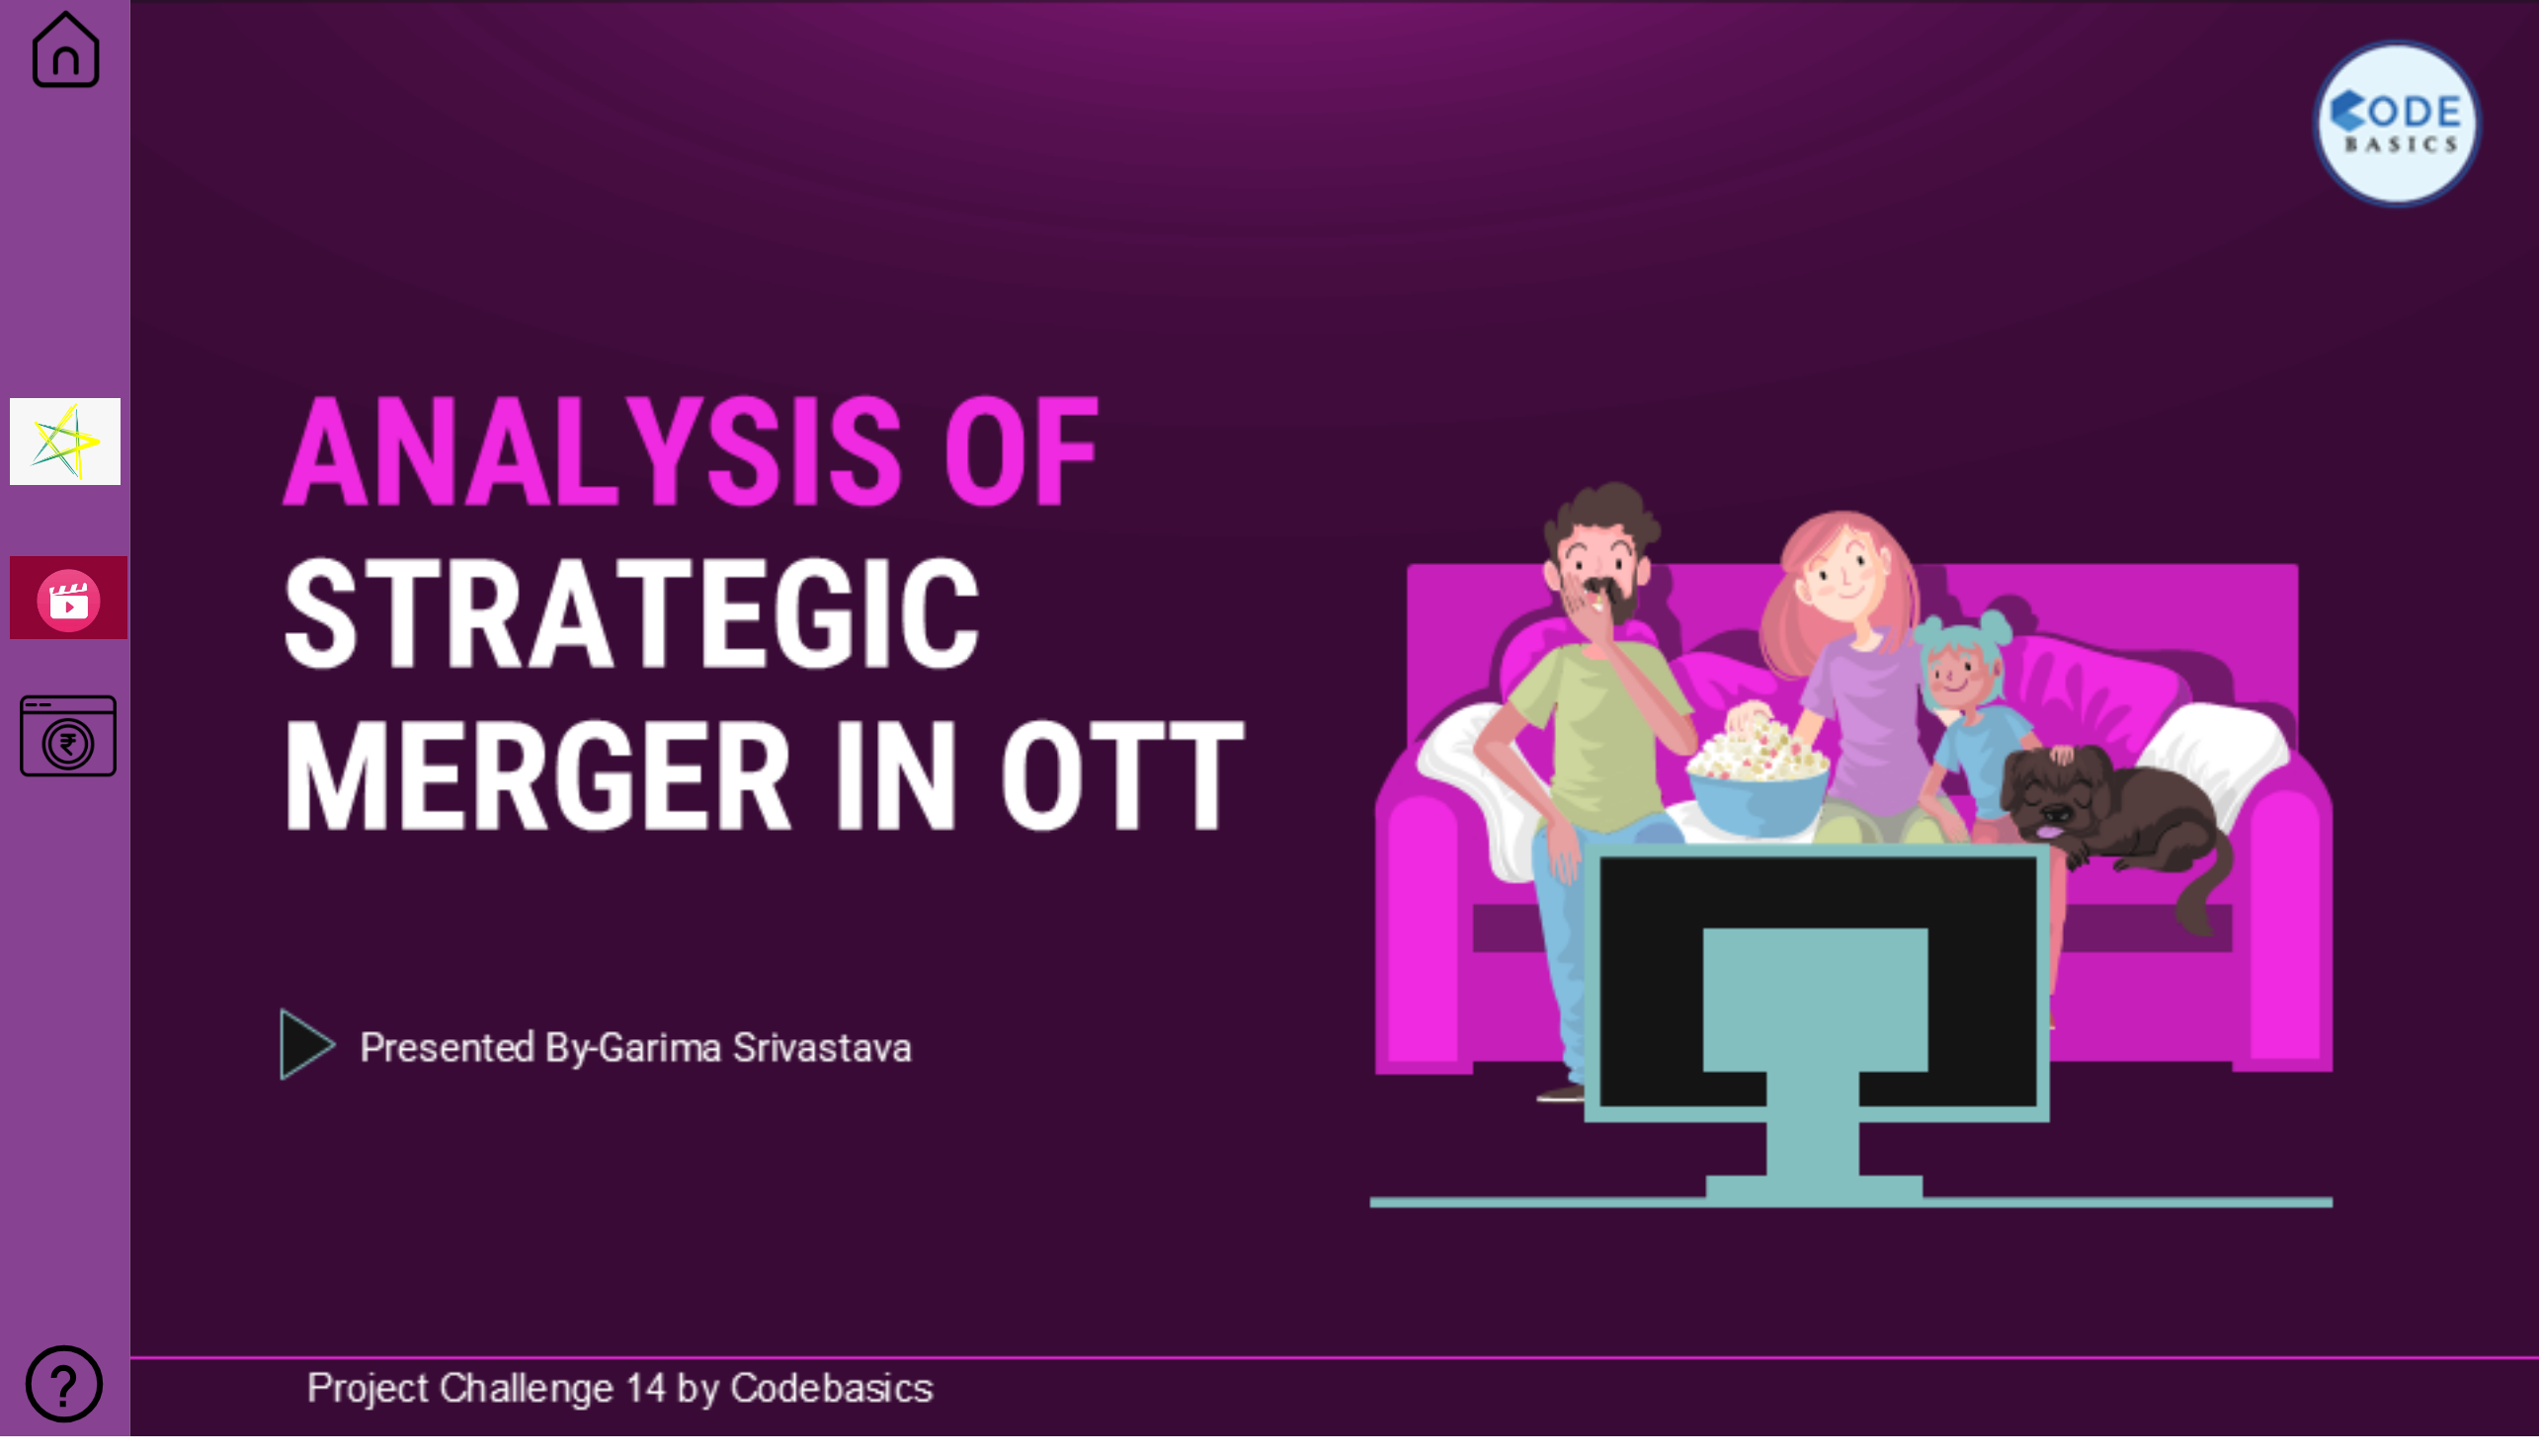 CODE
BASICS
ANALYSIS OF
STRATEGIC
MERGER IN OTT
₹
Presented By-Garima Srivastava
?
Project Challenge 14 by Codebasics